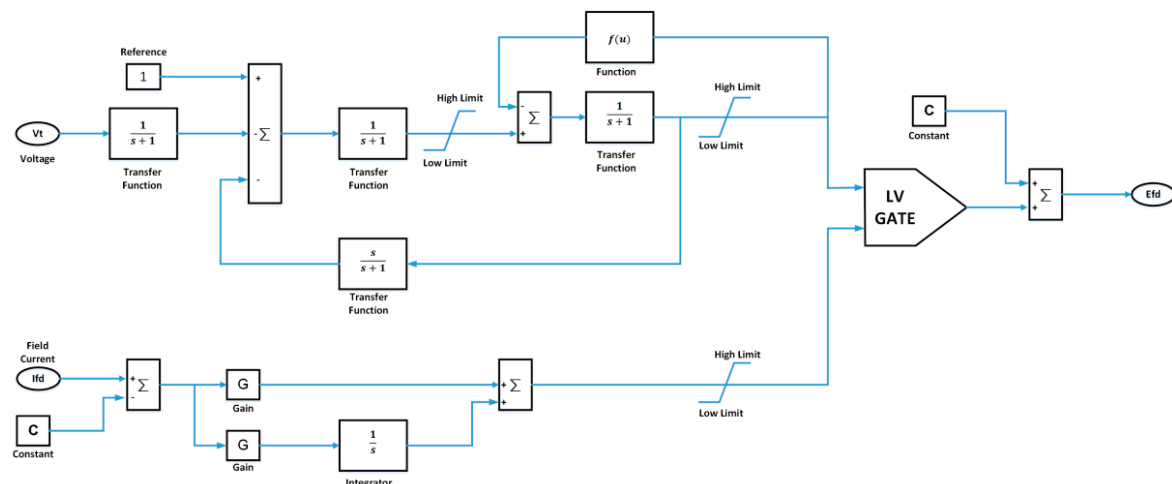 Reference
1
+
-
-
Σ
Vt
Voltage
1
s + 1
Transfer
Function
1
s + 1
Transfer
Function
High Limit
Low Limit
f(u)
Function
-
+
Σ
1
s + 1
Transfer
Function
High Limit
Low Limit
s
s + 1
Transfer
Function
C
Constant
LV
GATE
+
+
Σ
Efd
Field
Current
Ifd
C
Constant
+
-
Σ
G
Gain
G
Gain
1
s
Integrator
+
+
Σ
High Limit
Low Limit